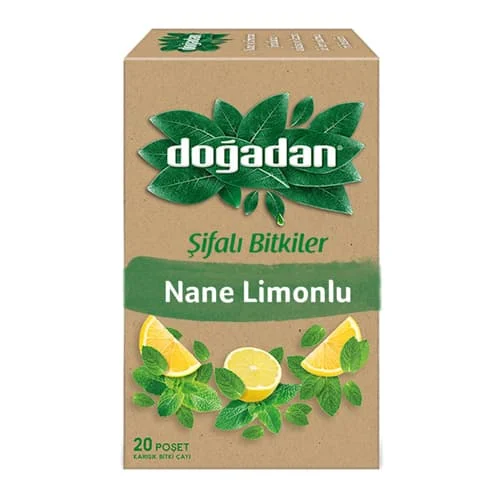 doğadan
Şifalı Bitkiler
Nane Limonlu
20 POŞET
KARIŞIK BİTKİ ÇAYI